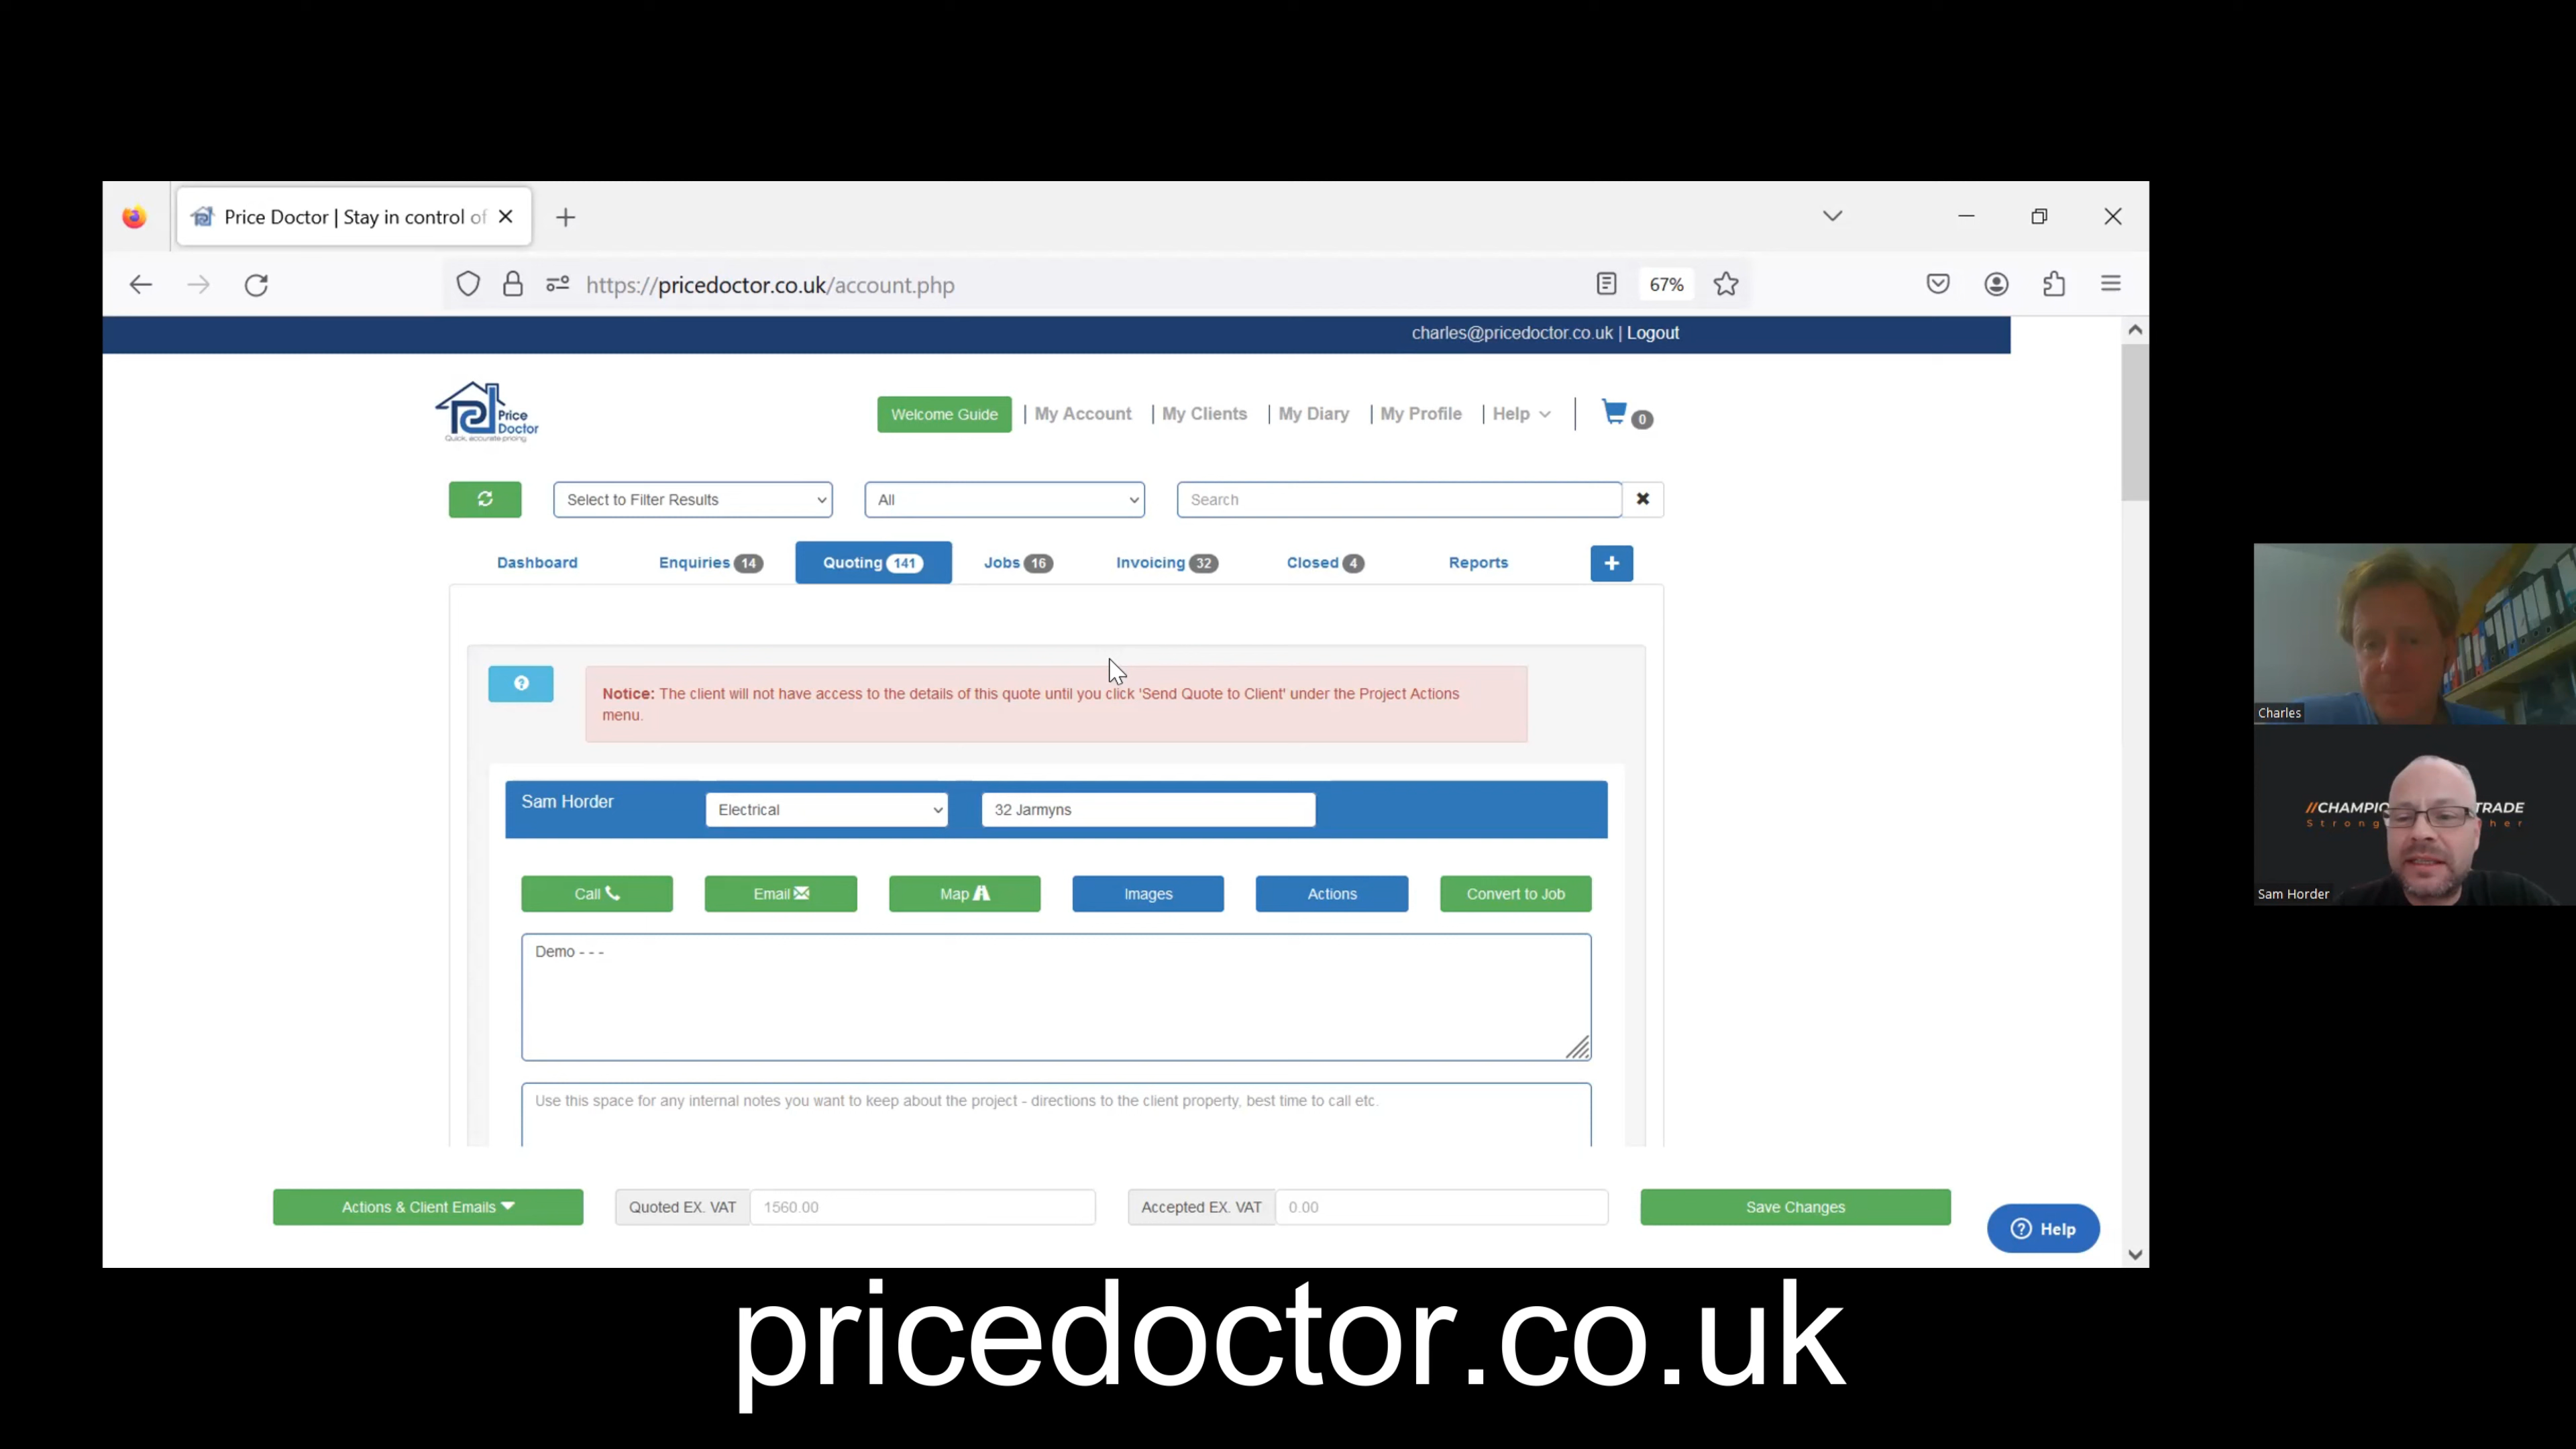 Price Doctor | Stay in control of
https://pricedoctor.co.uk/account.php
67%
charles@pricedoctor.co.uk | Logout
Price
Doctor
Quick, accurate pricing
Welcome Guide | My Account | My Clients | My Diary | My Profile | Help
0
Select to Filter Results
All
Search
Dashboard
Enquiries 14
Quoting 141
Jobs 16
Invoicing 32
Closed 4
Reports
Notice: The client will not have access to the details of this quote until you click 'Send Quote to Client' under the Project Actions
menu.
Sam Horder
Electrical
32 Jarmyns
Call
Email
Map
Images
Actions
Convert to Job
Demo - - -
Use this space for any internal notes you want to keep about the project - directions to the client property, best time to call etc.
Actions & Client Emails
Quoted EX. VAT
1560.00
Accepted EX. VAT
0.00
Save Changes
Help
Charles
//CHAMPIO
TRADE
Sam Horder
pricedoctor.co.uk